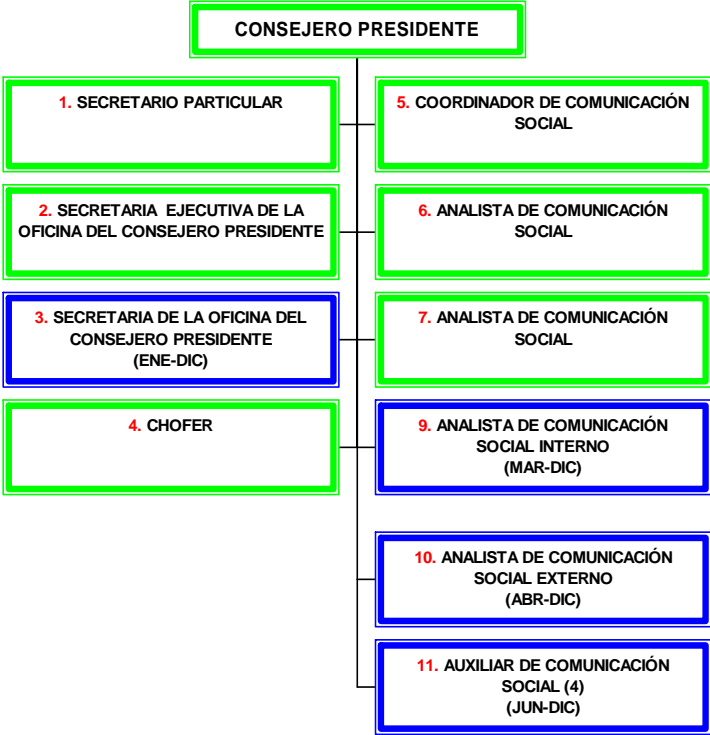 CONSEJERO PRESIDENTE
1. SECRETARIO PARTICULAR
2. SECRETARIA EJECUTIVA DE LA
OFICINA DEL CONSEJERO PRESIDENTE
3. SECRETARIA DE LA OFICINA DEL
CONSEJERO PRESIDENTE
(ENE-DIC)
4. CHOFER
5. COORDINADOR DE COMUNICACIÓN
SOCIAL
6. ANALISTA DE COMUNICACIÓN
SOCIAL
7. ANALISTA DE COMUNICACIÓN
SOCIAL
9. ANALISTA DE COMUNICACIÓN
SOCIAL INTERNO
(MAR-DIC)
10. ANALISTA DE COMUNICACIÓN
SOCIAL EXTERNO
(ABR-DIC)
11. AUXILIAR DE COMUNICACIÓN
SOCIAL (4)
(JUN-DIC)